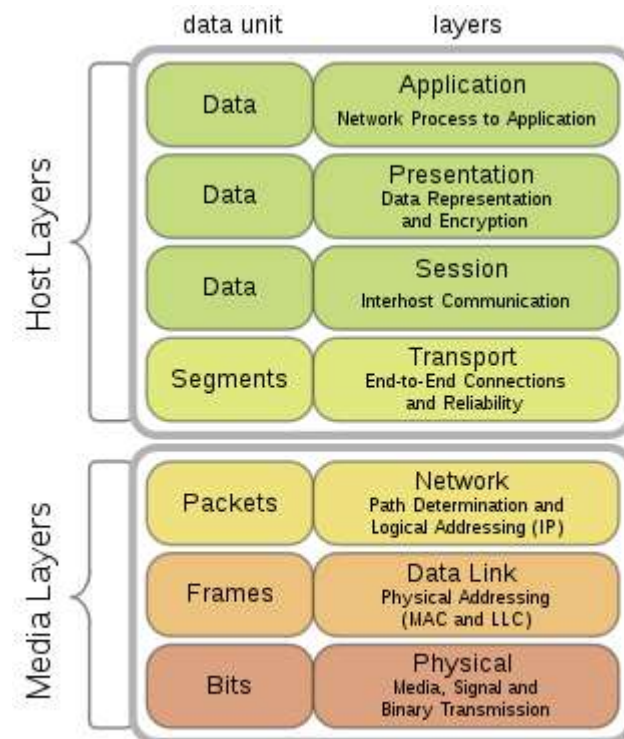 data unit layers
Host Layers
Data
Application
Network Process to Application
Data
Presentation
Data Representation
and Encryption
Data
Session
Interhost Communication
Segments
Transport
End-to-End Connections
and Reliability
Media Layers
Packets
Network
Path Determination and
Logical Addressing (IP)
Frames
Data Link
Physical Addressing
(MAC and LLC)
Bits
Physical
Media, Signal and
Binary Transmission